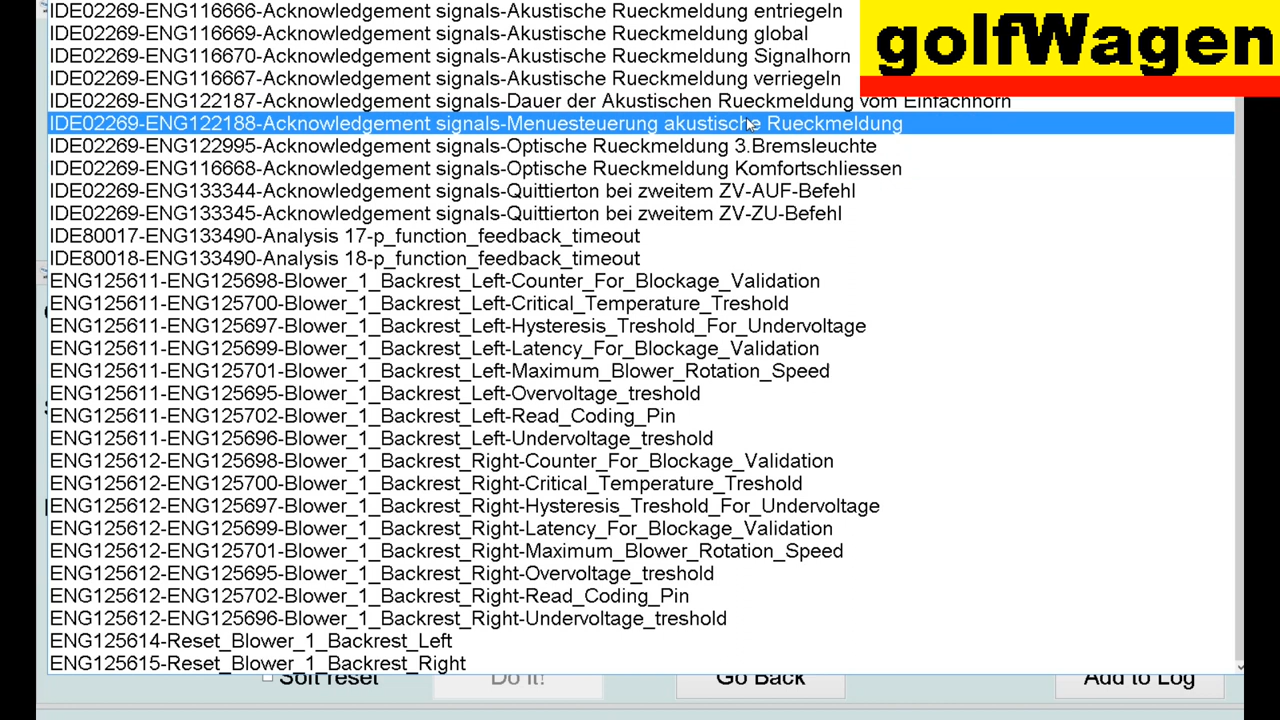 IDE02269-ENG116666-Acknowledgement signals-Akustische Rueckmeldung entriegeln
golfWagen
IDE02269-ENG116669-Acknowledgement signals-Akustische Rueckmeldung global
IDE02269-ENG116670-Acknowledgement signals-Akustische Rueckmeldung Signalhorn
IDE02269-ENG116667-Acknowledgement signals-Akustische Rueckmeldung verriegeln
IDE02269-ENG122187-Acknowledgement signals-Dauer der Akustischen Rueckmeldung vom Einfachhorn
IDE02269-ENG122188-Acknowledgement signals-Menuesteuerung akustische Rueckmeldung
IDE02269-ENG122995-Acknowledgement signals-Optische Rueckmeldung 3.Bremsleuchte
IDE02269-ENG116668-Acknowledgement signals-Optische Rueckmeldung Komfortschliessen
IDE02269-ENG133344-Acknowledgement signals-Quittierton bei zweitem ZV-AUF-Befehl
IDE02269-ENG133345-Acknowledgement signals-Quittierton bei zweitem ZV-ZU-Befehl
IDE80017-ENG133490-Analysis 17-p_function_feedback_timeout
IDE80018-ENG133490-Analysis 18-p_function_feedback_timeout
ENG125611-ENG125698-Blower_1_Backrest_Left-Counter_For_Blockage_Validation
ENG125611-ENG125700-Blower_1_Backrest_Left-Critical_Temperature_Treshold
ENG125611-ENG125697-Blower_1_Backrest_Left-Hysteresis_Treshold_For_Undervoltage
ENG125611-ENG125699-Blower_1_Backrest_Left-Latency_For_Blockage_Validation
ENG125611-ENG125701-Blower_1_Backrest_Left-Maximum_Blower_Rotation_Speed
ENG125611-ENG125695-Blower_1_Backrest_Left-Overvoltage_treshold
ENG125611-ENG125702-Blower_1_Backrest_Left-Read_Coding_Pin
ENG125611-ENG125696-Blower_1_Backrest_Left-Undervoltage_treshold
ENG125612-ENG125698-Blower_1_Backrest_Right-Counter_For_Blockage_Validation
ENG125612-ENG125700-Blower_1_Backrest_Right-Critical_Temperature_Treshold
ENG125612-ENG125697-Blower_1_Backrest_Right-Hysteresis_Treshold_For_Undervoltage
ENG125612-ENG125699-Blower_1_Backrest_Right-Latency_For_Blockage_Validation
ENG125612-ENG125701-Blower_1_Backrest_Right-Maximum_Blower_Rotation_Speed
ENG125612-ENG125695-Blower_1_Backrest_Right-Overvoltage_treshold
ENG125612-ENG125702-Blower_1_Backrest_Right-Read_Coding_Pin
ENG125612-ENG125696-Blower_1_Backrest_Right-Undervoltage_treshold
ENG125614-Reset_Blower_1_Backrest_Left
ENG125615-Reset_Blower_1_Backrest_Right
Soft reset Do It! Go Back Add to Log